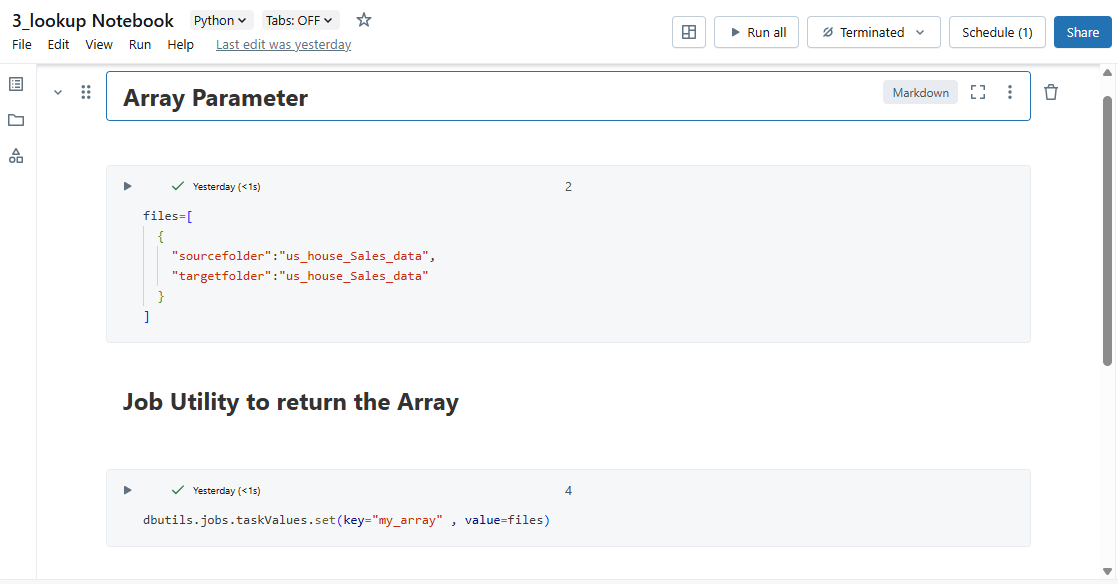 3_lookup Notebook Python Tabs: OFF
File Edit View Run Help Last edit was yesterday
Run all Terminated Schedule (1) Share
Array Parameter
Markdown
Yesterday (<1s) 2
files=[
{
"sourcefolder":"us_house_Sales_data",
"targetfolder":"us_house_Sales_data"
}
]
Job Utility to return the Array
Yesterday (<1s) 4
dbutils.jobs.taskValues.set(key="my_array" , value=files)